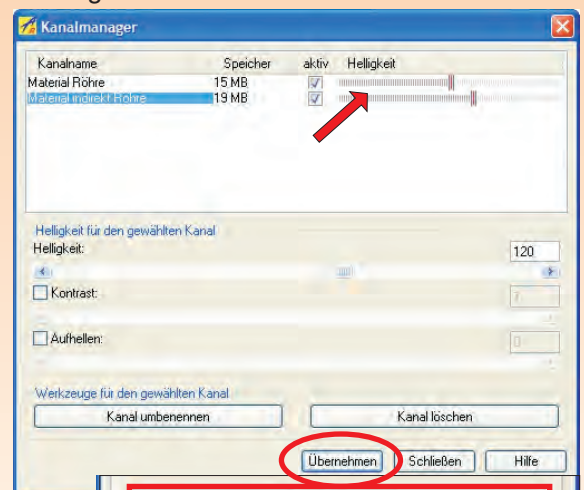 Kanalmanager
Kanalname Speicher aktiv Helligkeit
Material Röhre 15 MB
Material indirekt Röhre 19 MB
Helligkeit für den gewählten Kanal
Helligkeit: 120
Kontrast: 7
Aufhellen: 0
Werkzeuge für den gewählten Kanal
Kanal umbenennen Kanal löschen
Übernehmen Schließen Hilfe